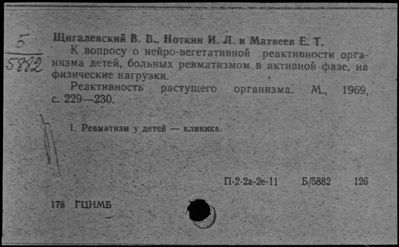 5
5882
Щигалевский В. В., Ноткин И. Л. и Матвеев Е. Т.
К вопросу о нейро-вегетативной реактивности орга-
низма детей, больных ревматизмом в активной фазе, на
физические нагрузки.
Реактивность растущего организма. М., 1969,
с. 229—230.
1. Ревматизм у детей — клиника.
П-2-2а-2е-11 Б/5882 126
178 ГЦНМБ